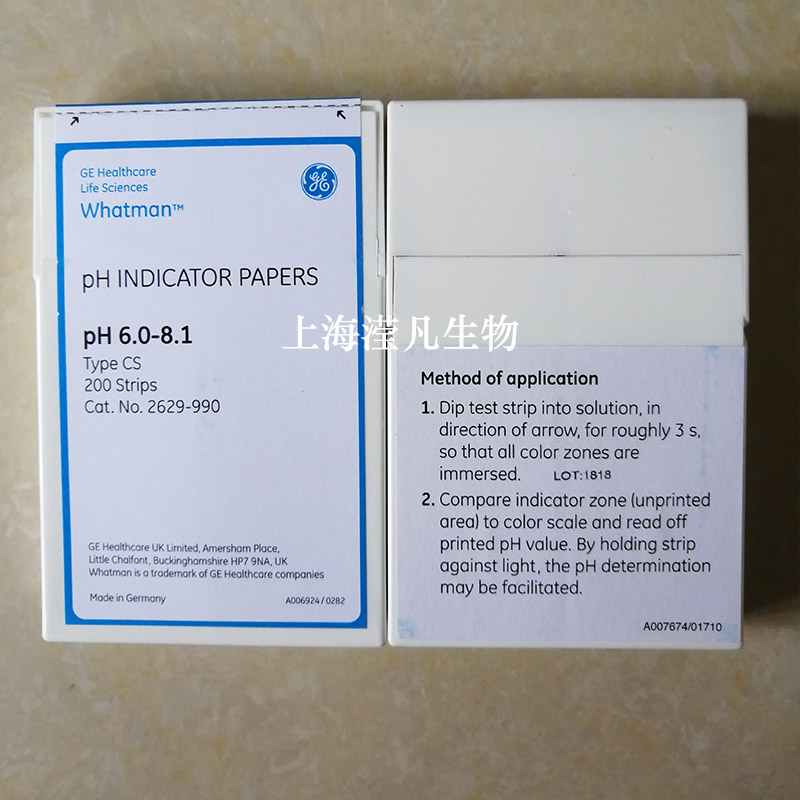 GE Healthcare
Life Sciences
Whatman™
pH INDICATOR PAPERS
pH 6.0-8.1
Type CS
200 Strips
Cat. No. 2629-990
GE Healthcare UK Limited, Amersham Place,
Little Chalfont, Buckinghamshire HP7 9NA, UK
Whatman is a trademark of GE Healthcare companies
Made in Germany
A006924/0282
上海滢凡生物
Method of application
1. Dip test strip into solution, in
direction of arrow, for roughly 3 s,
so that all color zones are
immersed. LOT:1818
2. Compare indicator zone (unprinted
area) to color scale and read off
printed pH value. By holding strip
against light, the pH determination
may be facilitated.
A007674/01710